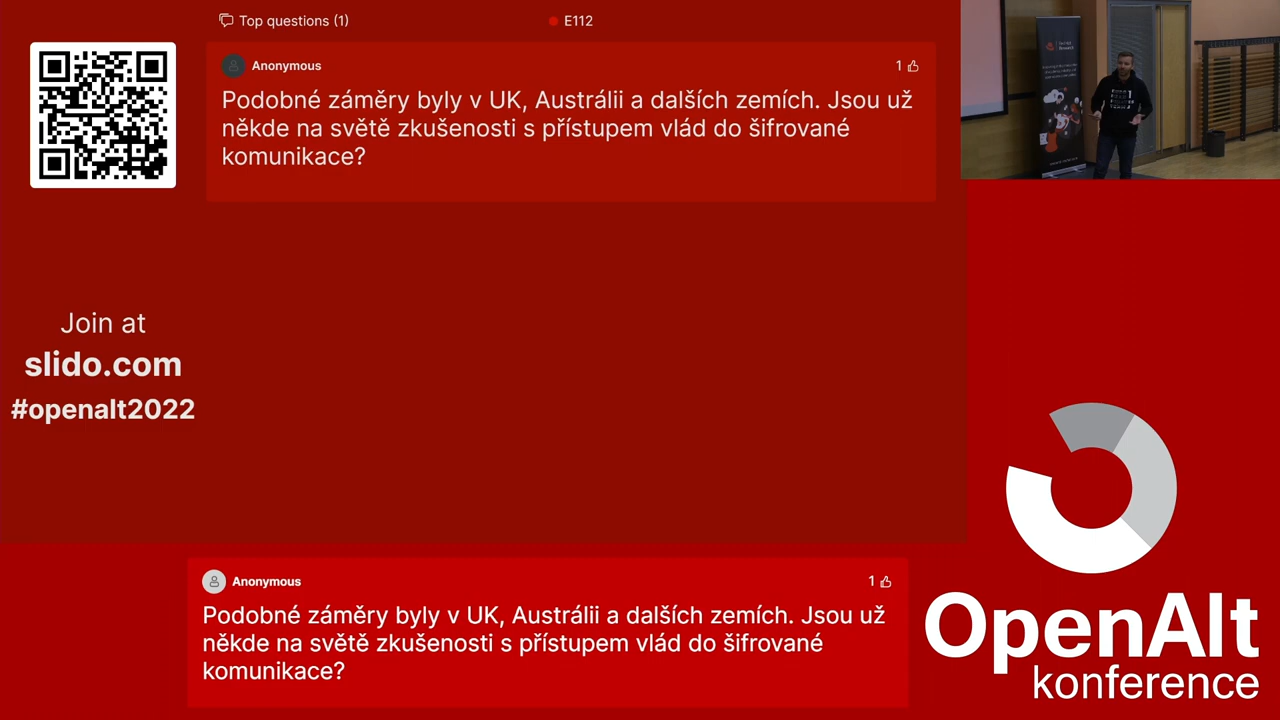 Top questions (1)
E112
Anonymous
1
Podobné záměry byly v UK, Austrálii a dalších zemích. Jsou už
někde na světě zkušenosti s přístupem vlád do šifrované
komunikace?
Join at
slido.com
#openalt2022
Anonymous
1
Podobné záměry byly v UK, Austrálii a dalších zemích. Jsou už
někde na světě zkušenosti s přístupem vlád do šifrované
komunikace?
OpenAlt
konference